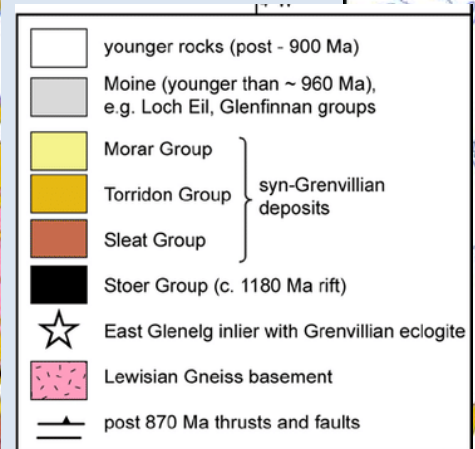 younger rocks (post - 900 Ma)
Moine (younger than ~ 960 Ma),
e.g. Loch Eil, Glenfinnan groups
Morar Group
Torridon Group
syn-Grenvillian
deposits
Sleat Group
Stoer Group (c. 1180 Ma rift)
East Glenelg inlier with Grenvillian eclogite
Lewisian Gneiss basement
post 870 Ma thrusts and faults